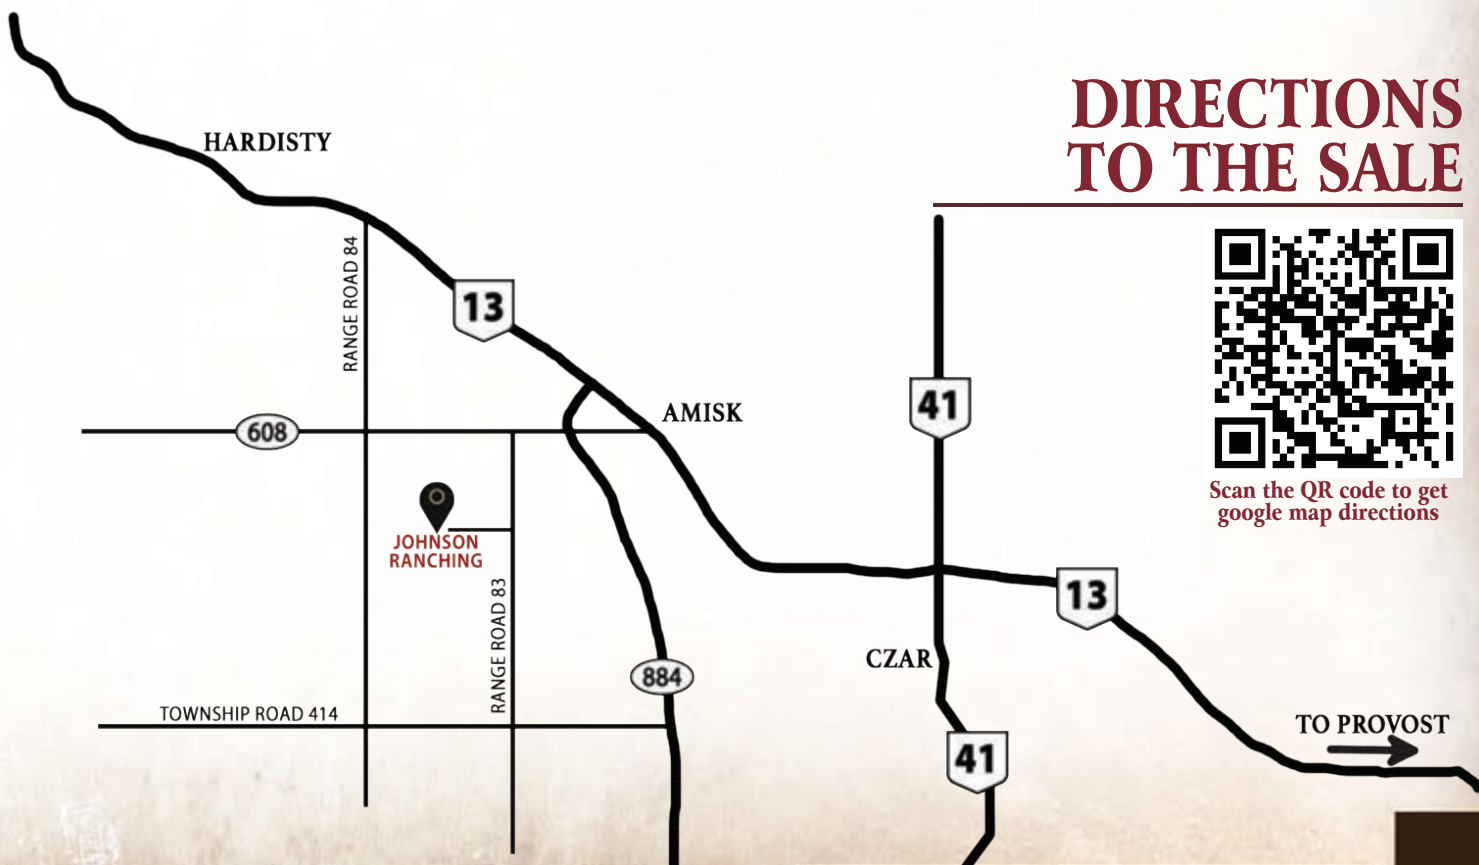 DIRECTIONS
TO THE SALE
HARDISTY
RANGE ROAD 84
13
41
AMISK
608
Scan the QR code to get
google map directions
JOHNSON
RANCHING
RANGE ROAD 83
13
CZAR
884
TOWNSHIP ROAD 414
TO PROVOST
41